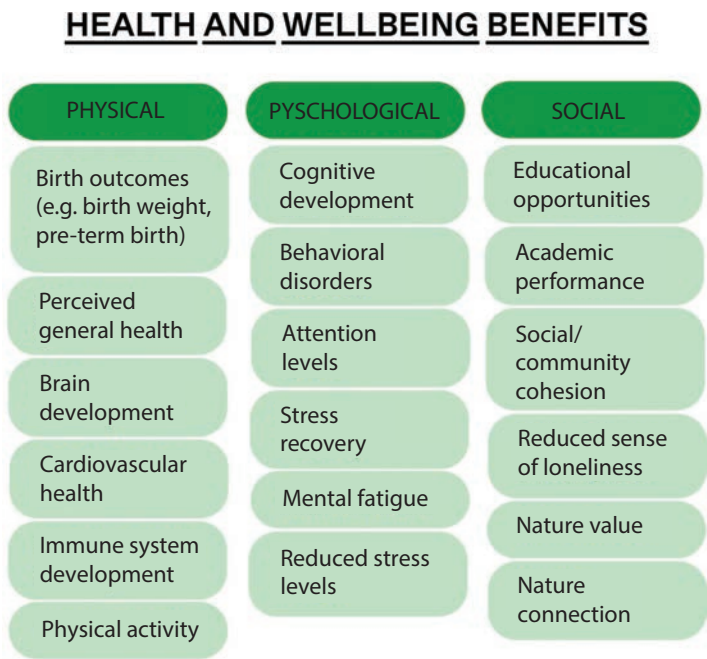 HEALTH AND WELLBEING BENEFITS
PHYSICAL
Birth outcomes
(e.g. birth weight,
pre-term birth)
Perceived
general health
Brain
development
Cardiovascular
health
Immune system
development
Physical activity
PYSCHOLOGICAL
Cognitive
development
Behavioral
disorders
Attention
levels
Stress
recovery
Mental fatigue
Reduced stress
levels
SOCIAL
Educational
opportunities
Academic
performance
Social/
community
cohesion
Reduced sense
of loneliness
Nature value
Nature
connection